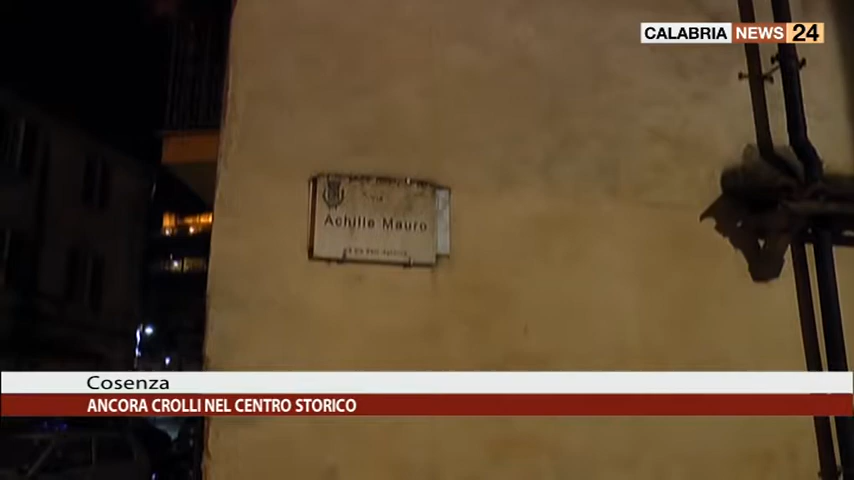 CALABRIA NEWS 24
Achille Mauro
Cosenza
ANCORA CROLLI NEL CENTRO STORICO